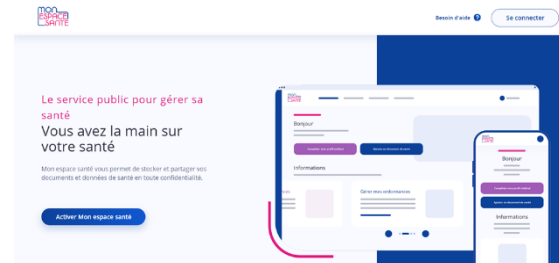 MON
ESPACE
SANTÉ
Besoin d'aide ?
Se connecter
Le service public pour gérer sa
santé
Vous avez la main sur
votre santé
Mon espace santé vous permet de stocker et partager vos
documents et données de santé en toute confidentialité.
Activer Mon espace santé
Bonjour
Informations
Gérer mes ordonnances
Bonjour
Informations